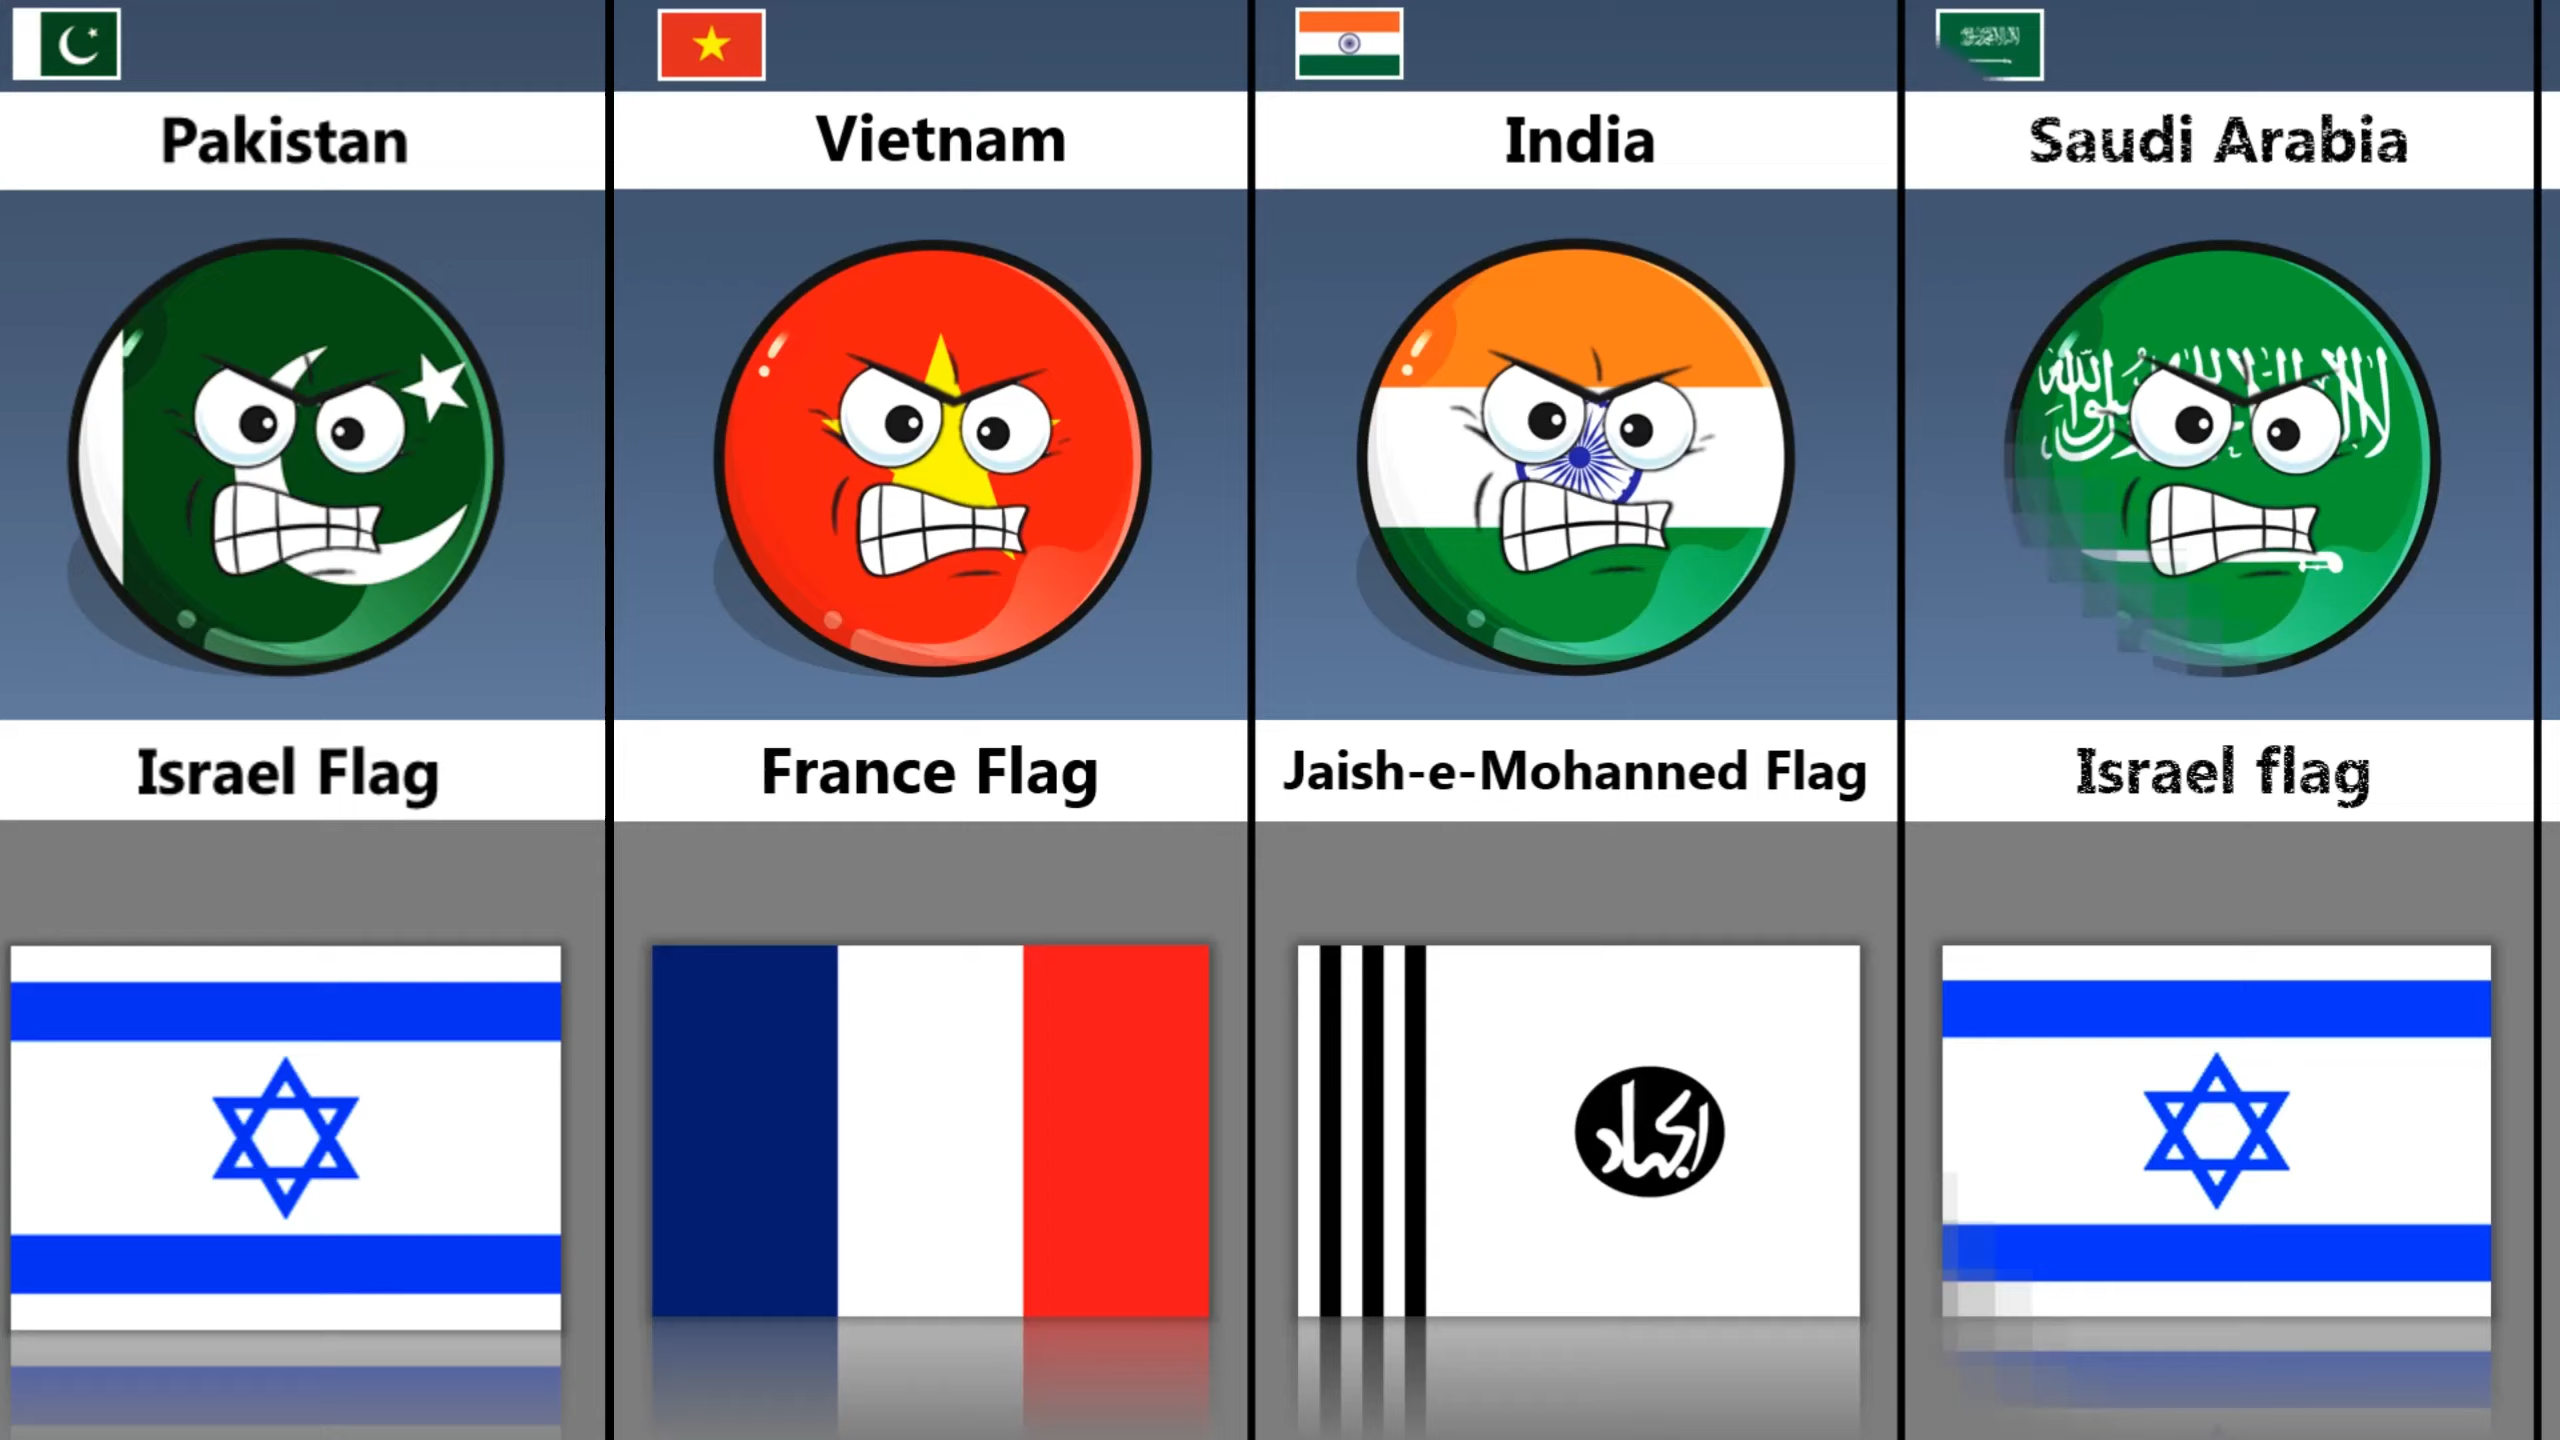 Pakistan
Vietnam
India
Saudi Arabia
Israel Flag
France Flag
Jaish-e-Mohanned Flag
Israel flag